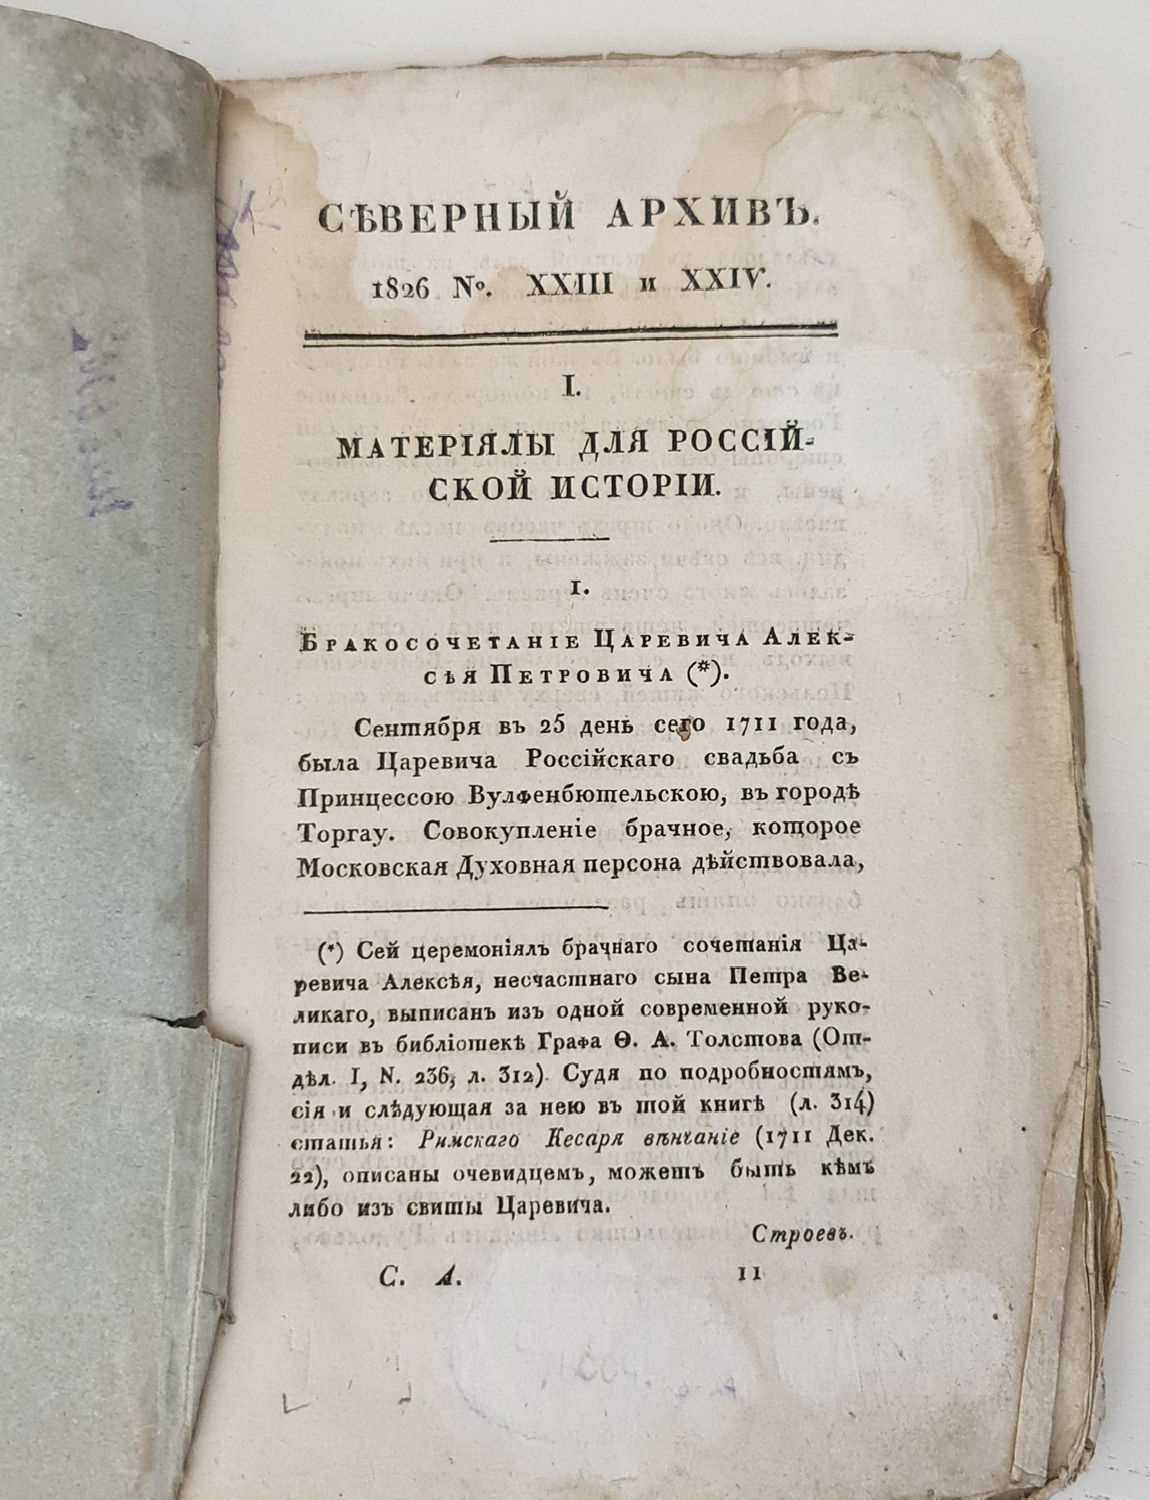 СѢВЕРНЫЙ АРХИВЪ.
1826 No. XXIII и XXIV.
I.
МАТЕРІЯЛЫ ДЛЯ РОССІЙ-
СКОЙ ИСТОРІИ.
1.
БРАКОСОЧЕТАНІЕ ЦАРЕВИЧА АЛЕК-
СѢЯ ПЕТРОВИЧА (*).
Сентября въ 25 день сего 1711 года,
была Царевича Россійскаго свадьба съ
Принцессою Вулфенбютельскою, въ городѣ
Торгау. Совокупленіе брачное, которое
Московская Духовная персона дѣйствовала,
(*) Сей церемоніялъ брачнаго сочетанія Ца-
ревича Алексѣя, несчастнаго сына Петра Ве-
ликаго, выписанъ изъ одной современной руко-
писи въ библіотекѣ Графа Ѳ. А. Толстова (От-
дѣл. I, N. 236, л. 312). Судя по подробностямъ,
сія и слѣдующая за нею въ той книгѣ (л. 314)
статья: Римскаго Кесаря вѣнчаніе (1711 Дек.
22), описаны очевидцемъ, можетъ быть кѣмъ
либо изъ свиты Царевича.
Строевъ.
С. А. 11